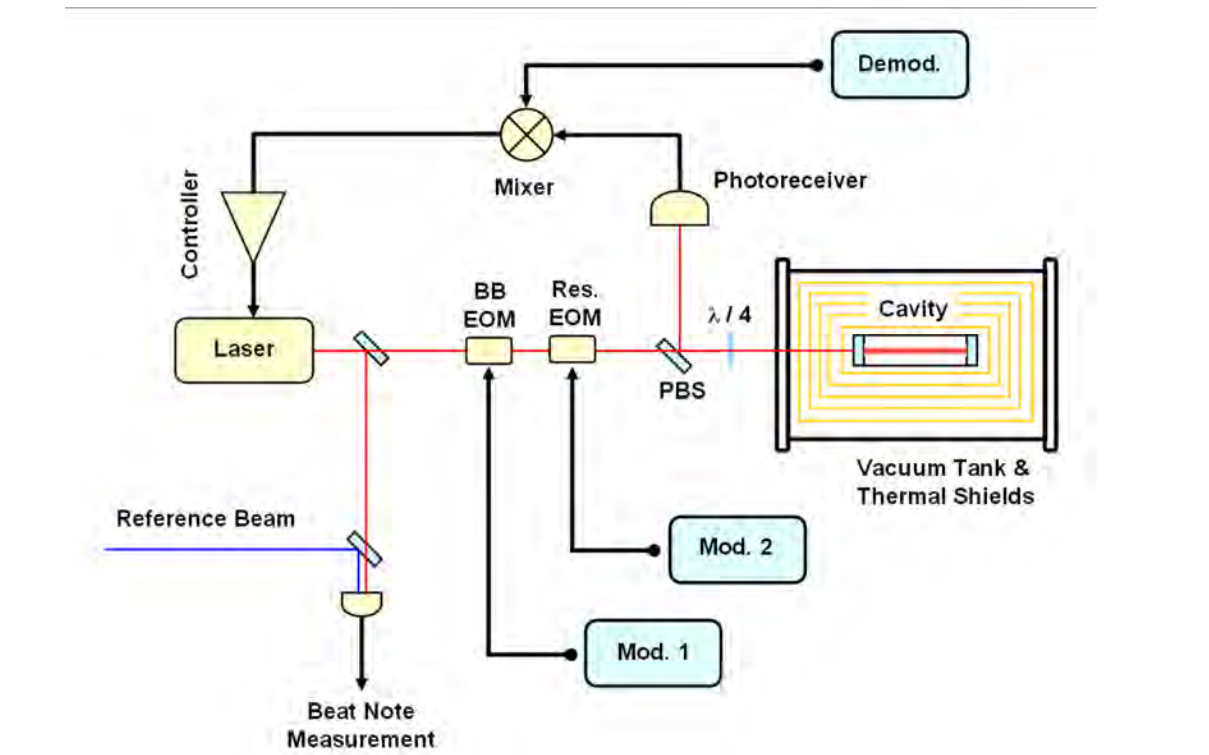 Demod.
Mixer
Photoreceiver
Controller
BB
EOM
Res.
EOM
λ / 4
Cavity
Laser
PBS
Vacuum Tank &
Thermal Shields
Reference Beam
Mod. 2
Mod. 1
Beat Note
Measurement